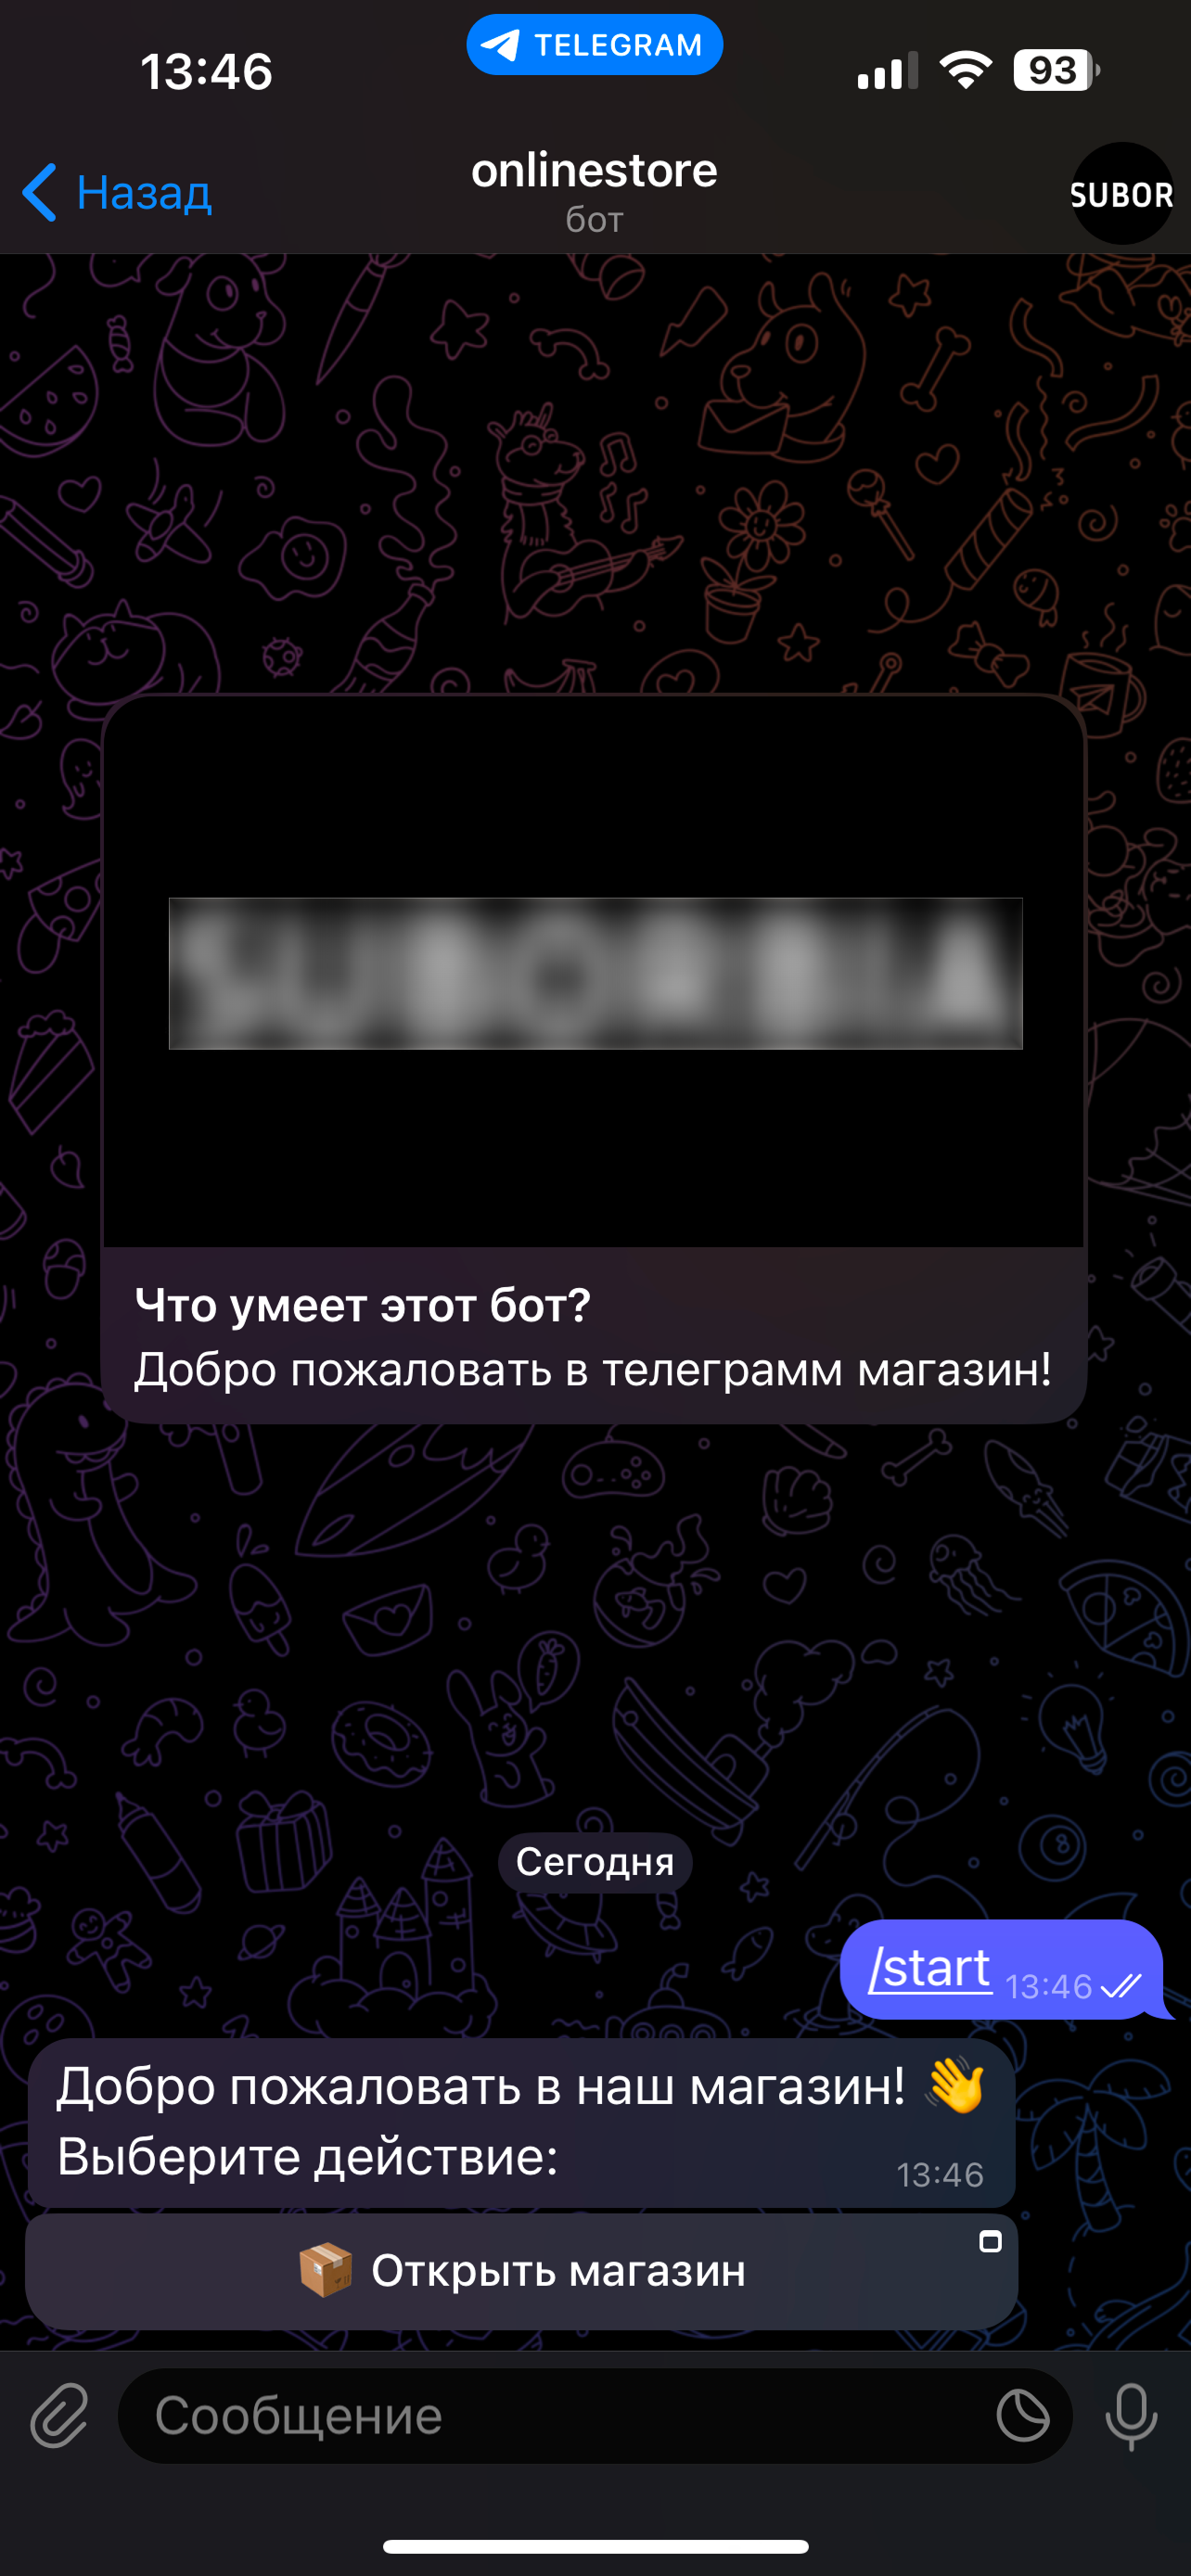 13:46
TELEGRAM
93
Назад
onlinestore
бот
SUBOR
Что умеет этот бот?
Добро пожаловать в телеграмм магазин!
Сегодня
/start 13:46
Добро пожаловать в наш магазин! 👋
Выберите действие:
13:46
📦 Открыть магазин
Сообщение